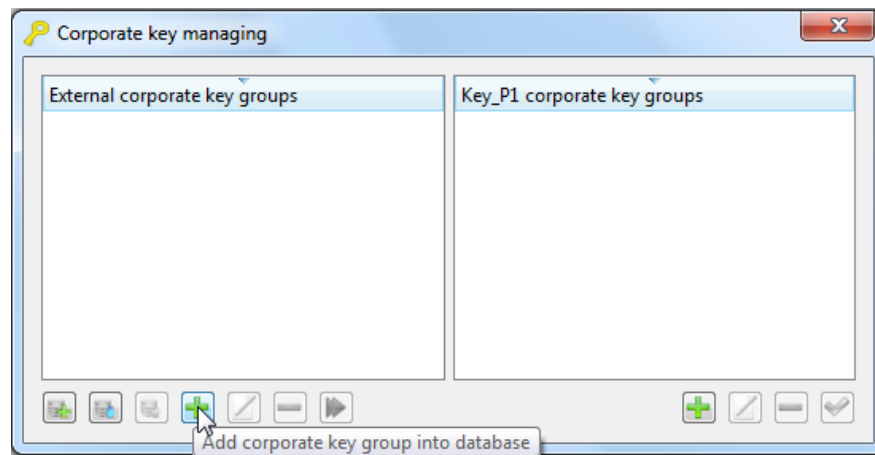 Corporate key managing
External corporate key groups
Key_P1 corporate key groups
Add corporate key group into database